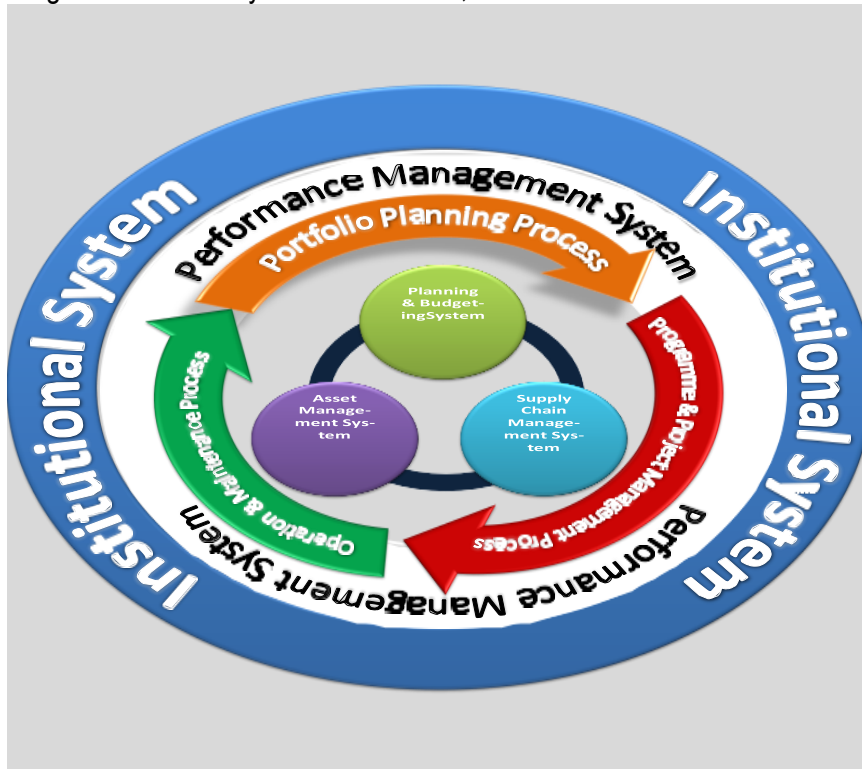 Performance Management System
Portfolio Planning Process
Institutional System
Institutional System
Planning
& Budget-
ingSystem
Progemme & Project Management Process
Operation & Maintenance Process
Asset
Manage-
ment Sys-
tem
Supply
Chain
Manage-
ment Sys-
tem
Performance Management System